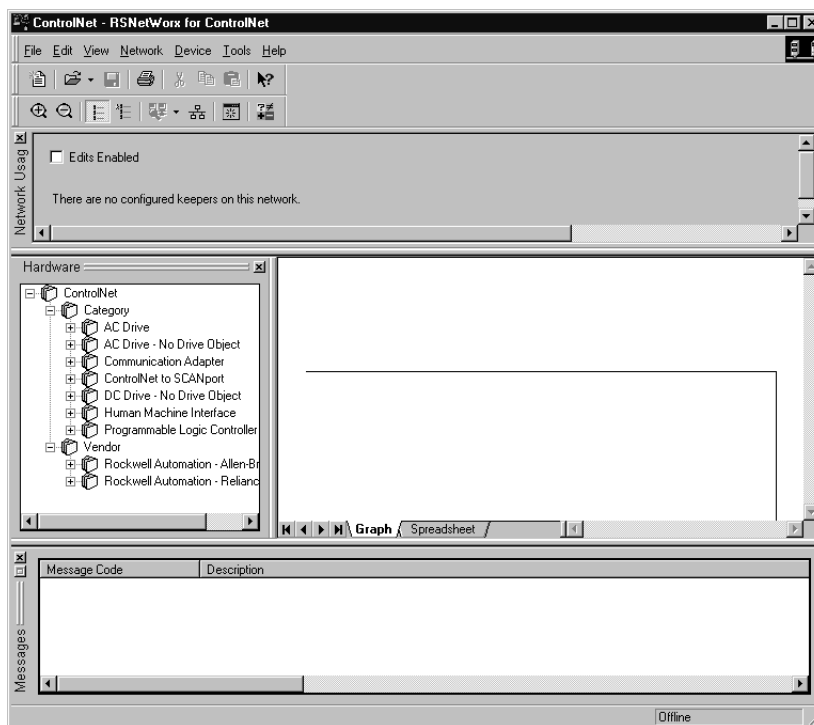 ControlNet - RSNetWorx for ControlNet
File Edit View Network Device Tools Help
Network Usag
Edits Enabled
There are no configured keepers on this network.
Hardware
ControlNet
Category
AC Drive
AC Drive - No Drive Object
Communication Adapter
ControlNet to SCANport
DC Drive - No Drive Object
Human Machine Interface
Programmable Logic Controller
Vendor
Rockwell Automation - Allen-Br
Rockwell Automation - Relianc
Graph Spreadsheet
Messages
Message Code Description
Offline